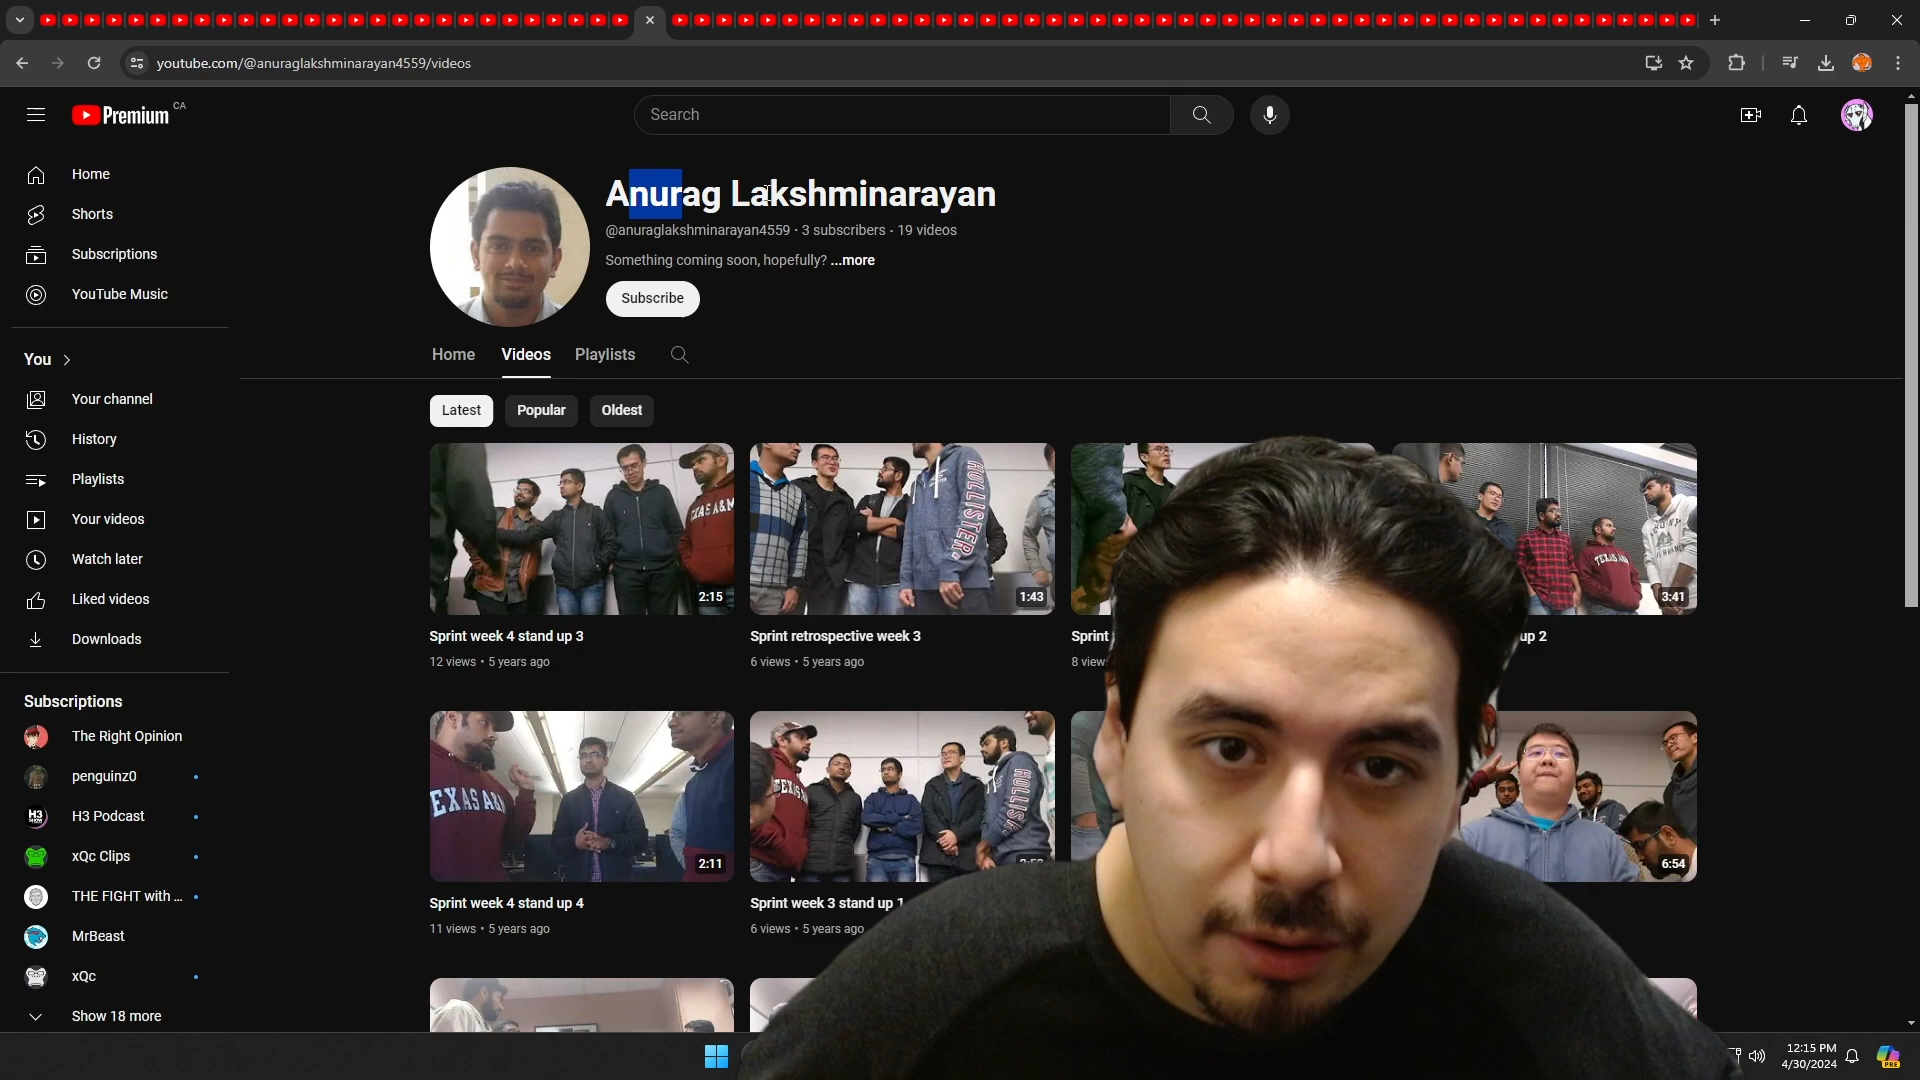 youtube.com/@anuraglakshminarayan4559/videos
Premium CA
Search
Home
Shorts
Subscriptions
YouTube Music
You
Your channel
History
Playlists
Your videos
Watch later
Liked videos
Downloads
Subscriptions
The Right Opinion
penguinz0
H3 Podcast
xQc Clips
THE FIGHT with ...
MrBeast
xQc
Show 18 more
Anurag Lakshminarayan
@anuraglakshminarayan4559 · 3 subscribers · 19 videos
Something coming soon, hopefully? ...more
Subscribe
Home Videos Playlists
Latest Popular Oldest
TEXAS A&M
2:15
HOLLISTER
1:43
TEXAS A&M
3:41
Sprint week 4 stand up 3
12 views • 5 years ago
Sprint retrospective week 3
6 views • 5 years ago
Sprint
8 views
up 2
TEXAS A&M
2:11
6:54
Sprint week 4 stand up 4
11 views • 5 years ago
Sprint week 3 stand up 1
6 views • 5 years ago
12:15 PM
4/30/2024
PRE